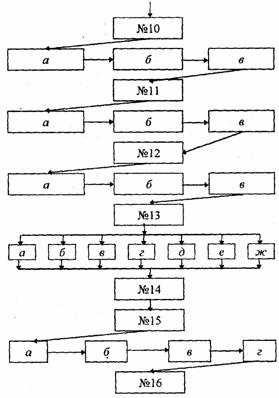 №10
а б в
№11
а б в
№12
а б в
№13
а б в г д е ж
№14
№15
а б в г
№16